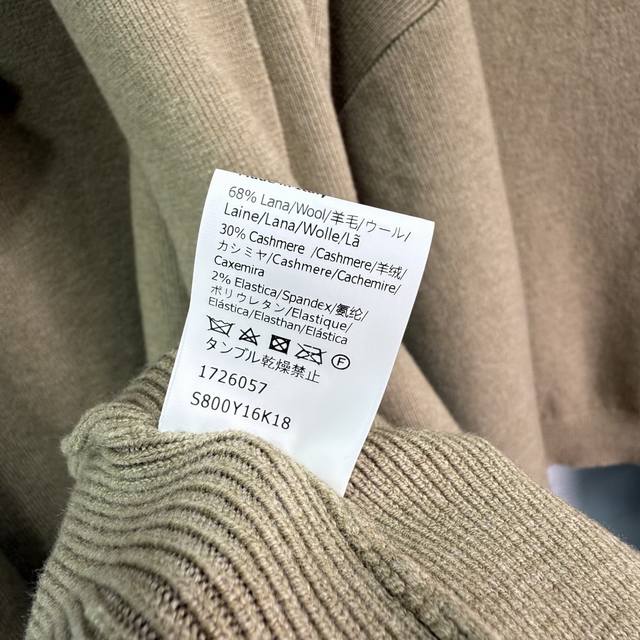 68% Lana/Wool/羊毛/ウール/
Laine/Lana/Wolle/Lã
30% Cashmere /Cashmere/羊绒/
カシミヤ/Cashmere/Cachemire/
Caxemira
2% Elastica/Spandex/氨纶/
ポリウレタン/Elastique/
Elástica/Elasthan/Elástica
F
タンブル乾燥禁止
1726057
S800Y16K18